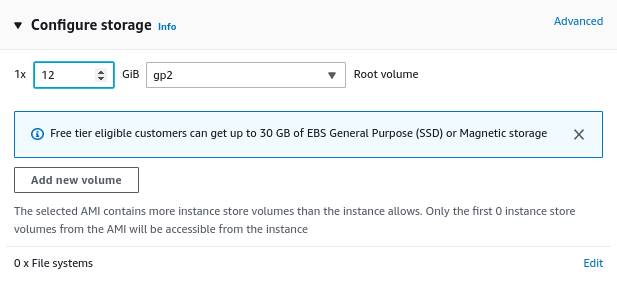 Configure storage Info Advanced
1x 12 GiB gp2 Root volume
Free tier eligible customers can get up to 30 GB of EBS General Purpose (SSD) or Magnetic storage
Add new volume
The selected AMI contains more instance store volumes than the instance allows. Only the first 0 instance store
volumes from the AMI will be accessible from the instance
0 x File systems Edit